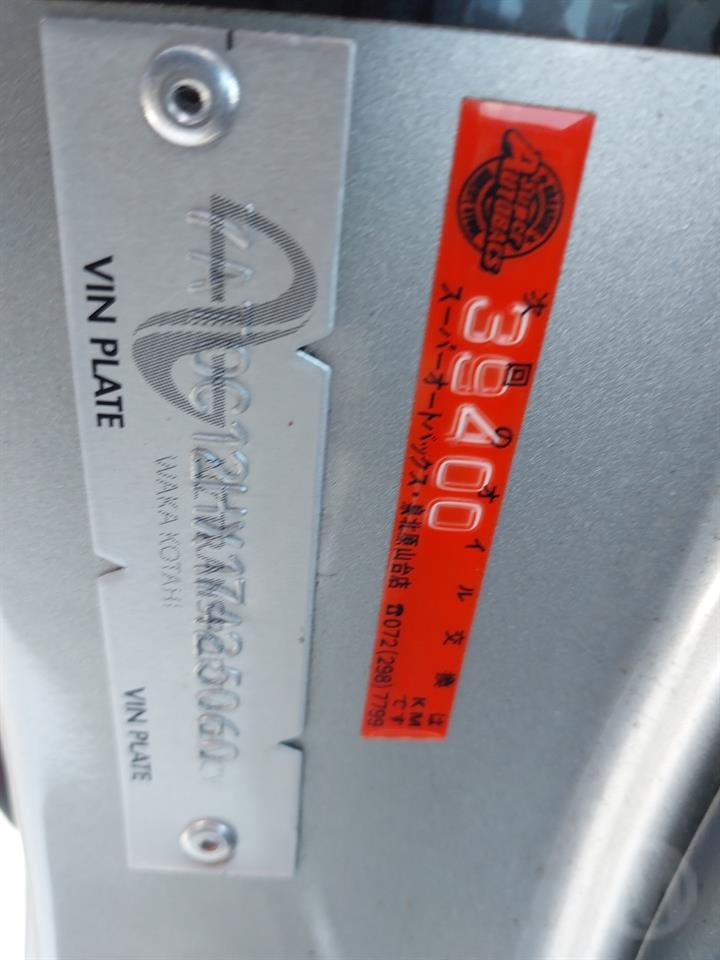 VIN PLATE
WAKA KOTAHI
VIN PLATE
SUPER
AUTOBACS
次回のオイル交換は
39400 KMです
スーパーオートバックス・泉北原山台店 ☎072(298)7799